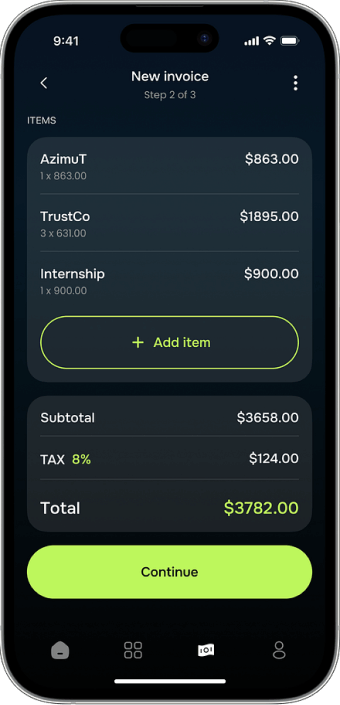 9:41
New invoice
Step 2 of 3
ITEMS
AzimuT $863.00
1 x 863.00
TrustCo $1895.00
3 x 631.00
Internship $900.00
1 x 900.00
+ Add item
Subtotal $3658.00
TAX 8% $124.00
Total $3782.00
Continue